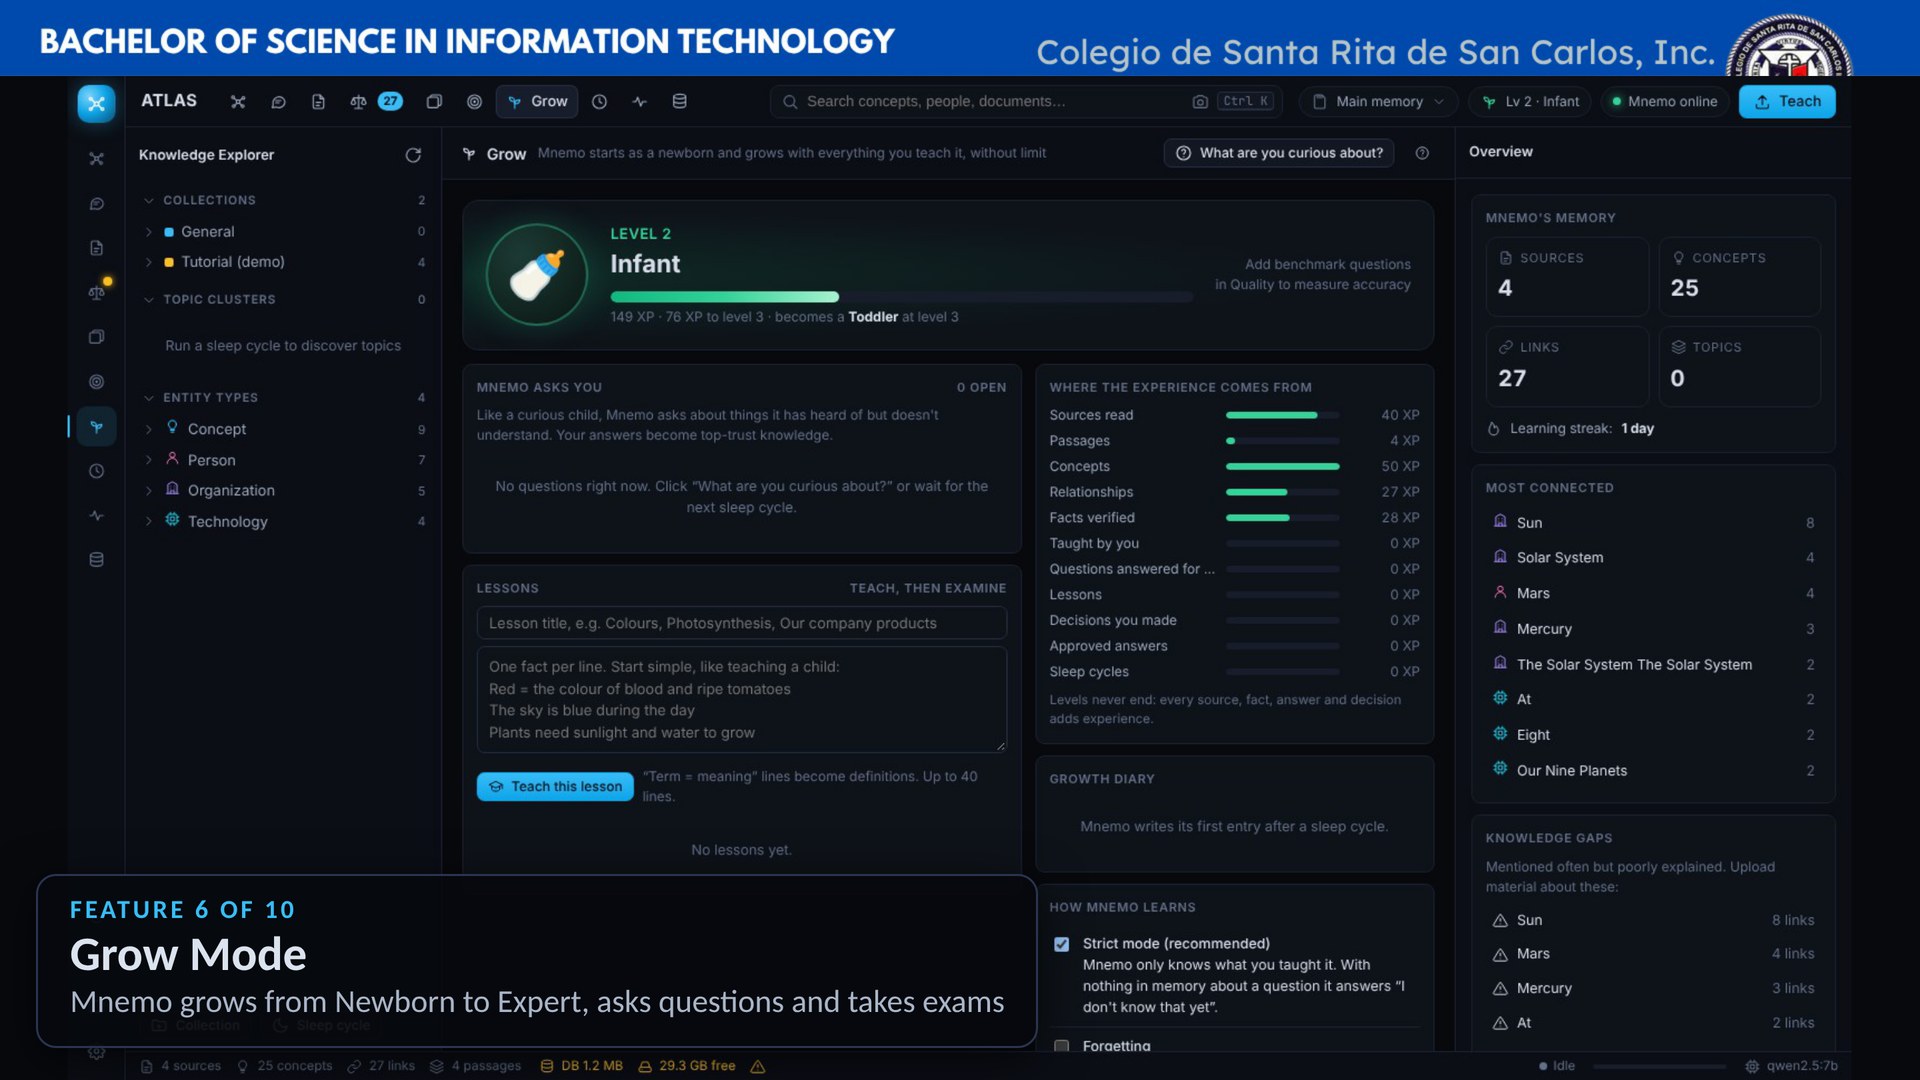 BACHELOR OF SCIENCE IN INFORMATION TECHNOLOGY
Colegio de Santa Rita de San Carlos, Inc.
ATLAS
27
Grow
Search concepts, people, documents…
Ctrl K
Main memory
Lv 2 · Infant
Mnemo online
Teach
Knowledge Explorer
COLLECTIONS 2
General 0
Tutorial (demo) 4
TOPIC CLUSTERS 0
Run a sleep cycle to discover topics
ENTITY TYPES 4
Concept 9
Person 7
Organization 5
Technology 4
Grow Mnemo starts as a newborn and grows with everything you teach it, without limit
What are you curious about?
LEVEL 2
Infant
149 XP · 76 XP to level 3 · becomes a Toddler at level 3
Add benchmark questions
in Quality to measure accuracy
MNEMO ASKS YOU 0 OPEN
Like a curious child, Mnemo asks about things it has heard of but doesn't
understand. Your answers become top-trust knowledge.
No questions right now. Click "What are you curious about?" or wait for the
next sleep cycle.
LESSONS TEACH, THEN EXAMINE
Lesson title, e.g. Colours, Photosynthesis, Our company products
One fact per line. Start simple, like teaching a child:
Red = the colour of blood and ripe tomatoes
The sky is blue during the day
Plants need sunlight and water to grow
Teach this lesson
"Term = meaning" lines become definitions. Up to 40
lines.
No lessons yet.
WHERE THE EXPERIENCE COMES FROM
Sources read 40 XP
Passages 4 XP
Concepts 50 XP
Relationships 27 XP
Facts verified 28 XP
Taught by you 0 XP
Questions answered for ... 0 XP
Lessons 0 XP
Decisions you made 0 XP
Approved answers 0 XP
Sleep cycles 0 XP
Levels never end: every source, fact, answer and decision
adds experience.
GROWTH DIARY
Mnemo writes its first entry after a sleep cycle.
HOW MNEMO LEARNS
Strict mode (recommended)
Mnemo only knows what you taught it. With
nothing in memory about a question it answers "I
don't know that yet".
Forgetting
Overview
MNEMO'S MEMORY
SOURCES
4
CONCEPTS
25
LINKS
27
TOPICS
0
Learning streak: 1 day
MOST CONNECTED
Sun 8
Solar System 4
Mars 4
Mercury 3
The Solar System The Solar System 2
At 2
Eight 2
Our Nine Planets 2
KNOWLEDGE GAPS
Mentioned often but poorly explained. Upload
material about these:
Sun 8 links
Mars 4 links
Mercury 3 links
At 2 links
FEATURE 6 OF 10
Grow Mode
Mnemo grows from Newborn to Expert, asks questions and takes exams
Collection
Sleep cycle
4 sources 25 concepts 27 links 4 passages DB 1.2 MB 29.3 GB free
Idle
qwen2.5:7b